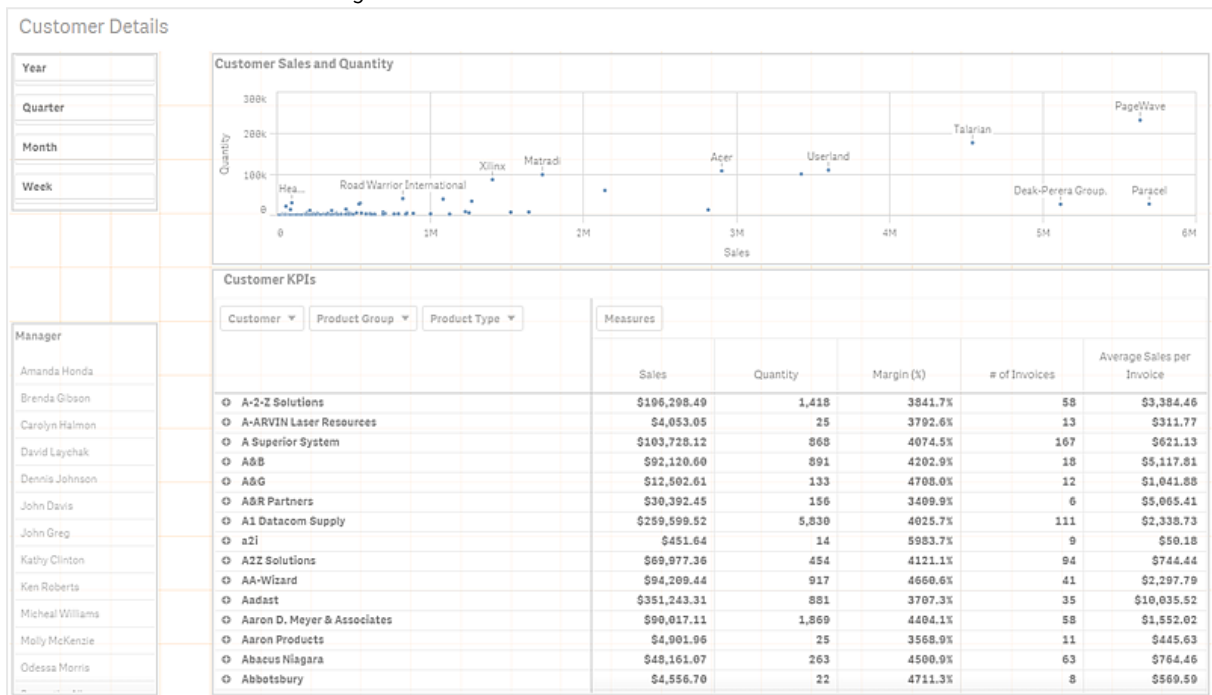 Customer Details
Year
Quarter
Month
Week
Customer Sales and Quantity
300k
200k
100k
0
Quantity
PageWave
Talarian
Acer
Userland
Xilinx
Matradi
Hea...
Road Warrior International
Deak-Perera Group.
Paracel
0 1M 2M 3M 4M 5M 6M
Sales
Manager
Amanda Honda
Brenda Gibson
Carolyn Halmon
David Laychak
Dennis Johnson
John Davis
John Greg
Kathy Clinton
Ken Roberts
Micheal Williams
Molly McKenzie
Odessa Morris
Customer KPIs
Customer Product Group Product Type Measures
Sales Quantity Margin (%) # of Invoices Average Sales per
Invoice
A-2-Z Solutions $196,298.49 1,418 3841.7% 58 $3,384.46
A-ARVIN Laser Resources $4,053.05 25 3792.6% 13 $311.77
A Superior System $103,728.12 868 4074.5% 167 $621.13
A&B $92,120.60 891 4202.9% 18 $5,117.81
A&G $12,502.61 133 4708.0% 12 $1,041.88
A&R Partners $30,392.45 156 3409.9% 6 $5,065.41
A1 Datacom Supply $259,599.52 5,830 4025.7% 111 $2,338.73
a2i $451.64 14 5983.7% 9 $50.18
A2Z Solutions $69,977.36 454 4121.1% 94 $744.44
AA-Wizard $94,209.44 917 4660.6% 41 $2,297.79
Aadast $351,243.31 881 3707.3% 35 $10,035.52
Aaron D. Meyer & Associates $90,017.11 1,869 4404.1% 58 $1,552.02
Aaron Products $4,901.96 25 3568.9% 11 $445.63
Abacus Niagara $48,161.07 263 4500.9% 63 $764.46
Abbotsbury $4,556.70 22 4711.3% 8 $569.59